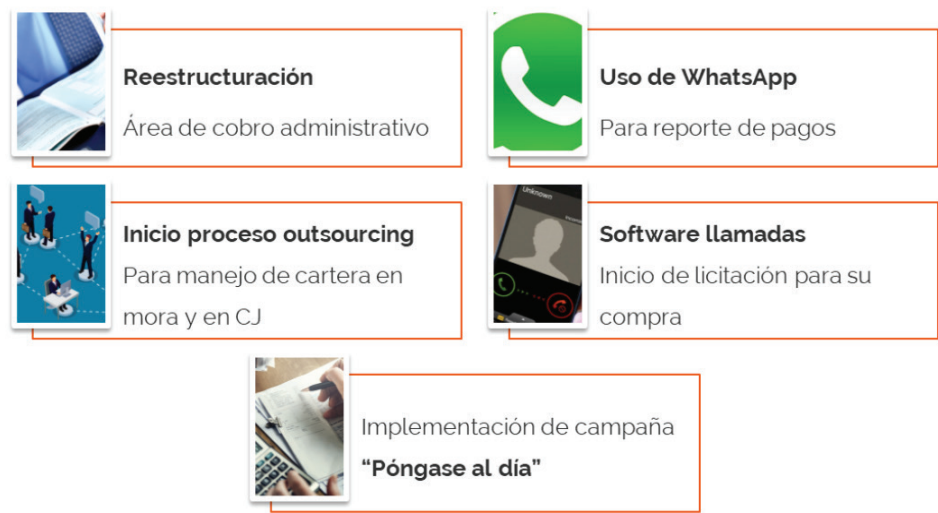 Reestructuración
Área de cobro administrativo
Uso de WhatsApp
Para reporte de pagos
Inicio proceso outsourcing
Para manejo de cartera en
mora y en CJ
Unknown
Software llamadas
Inicio de licitación para su
compra
Implementación de campaña
“Póngase al día”